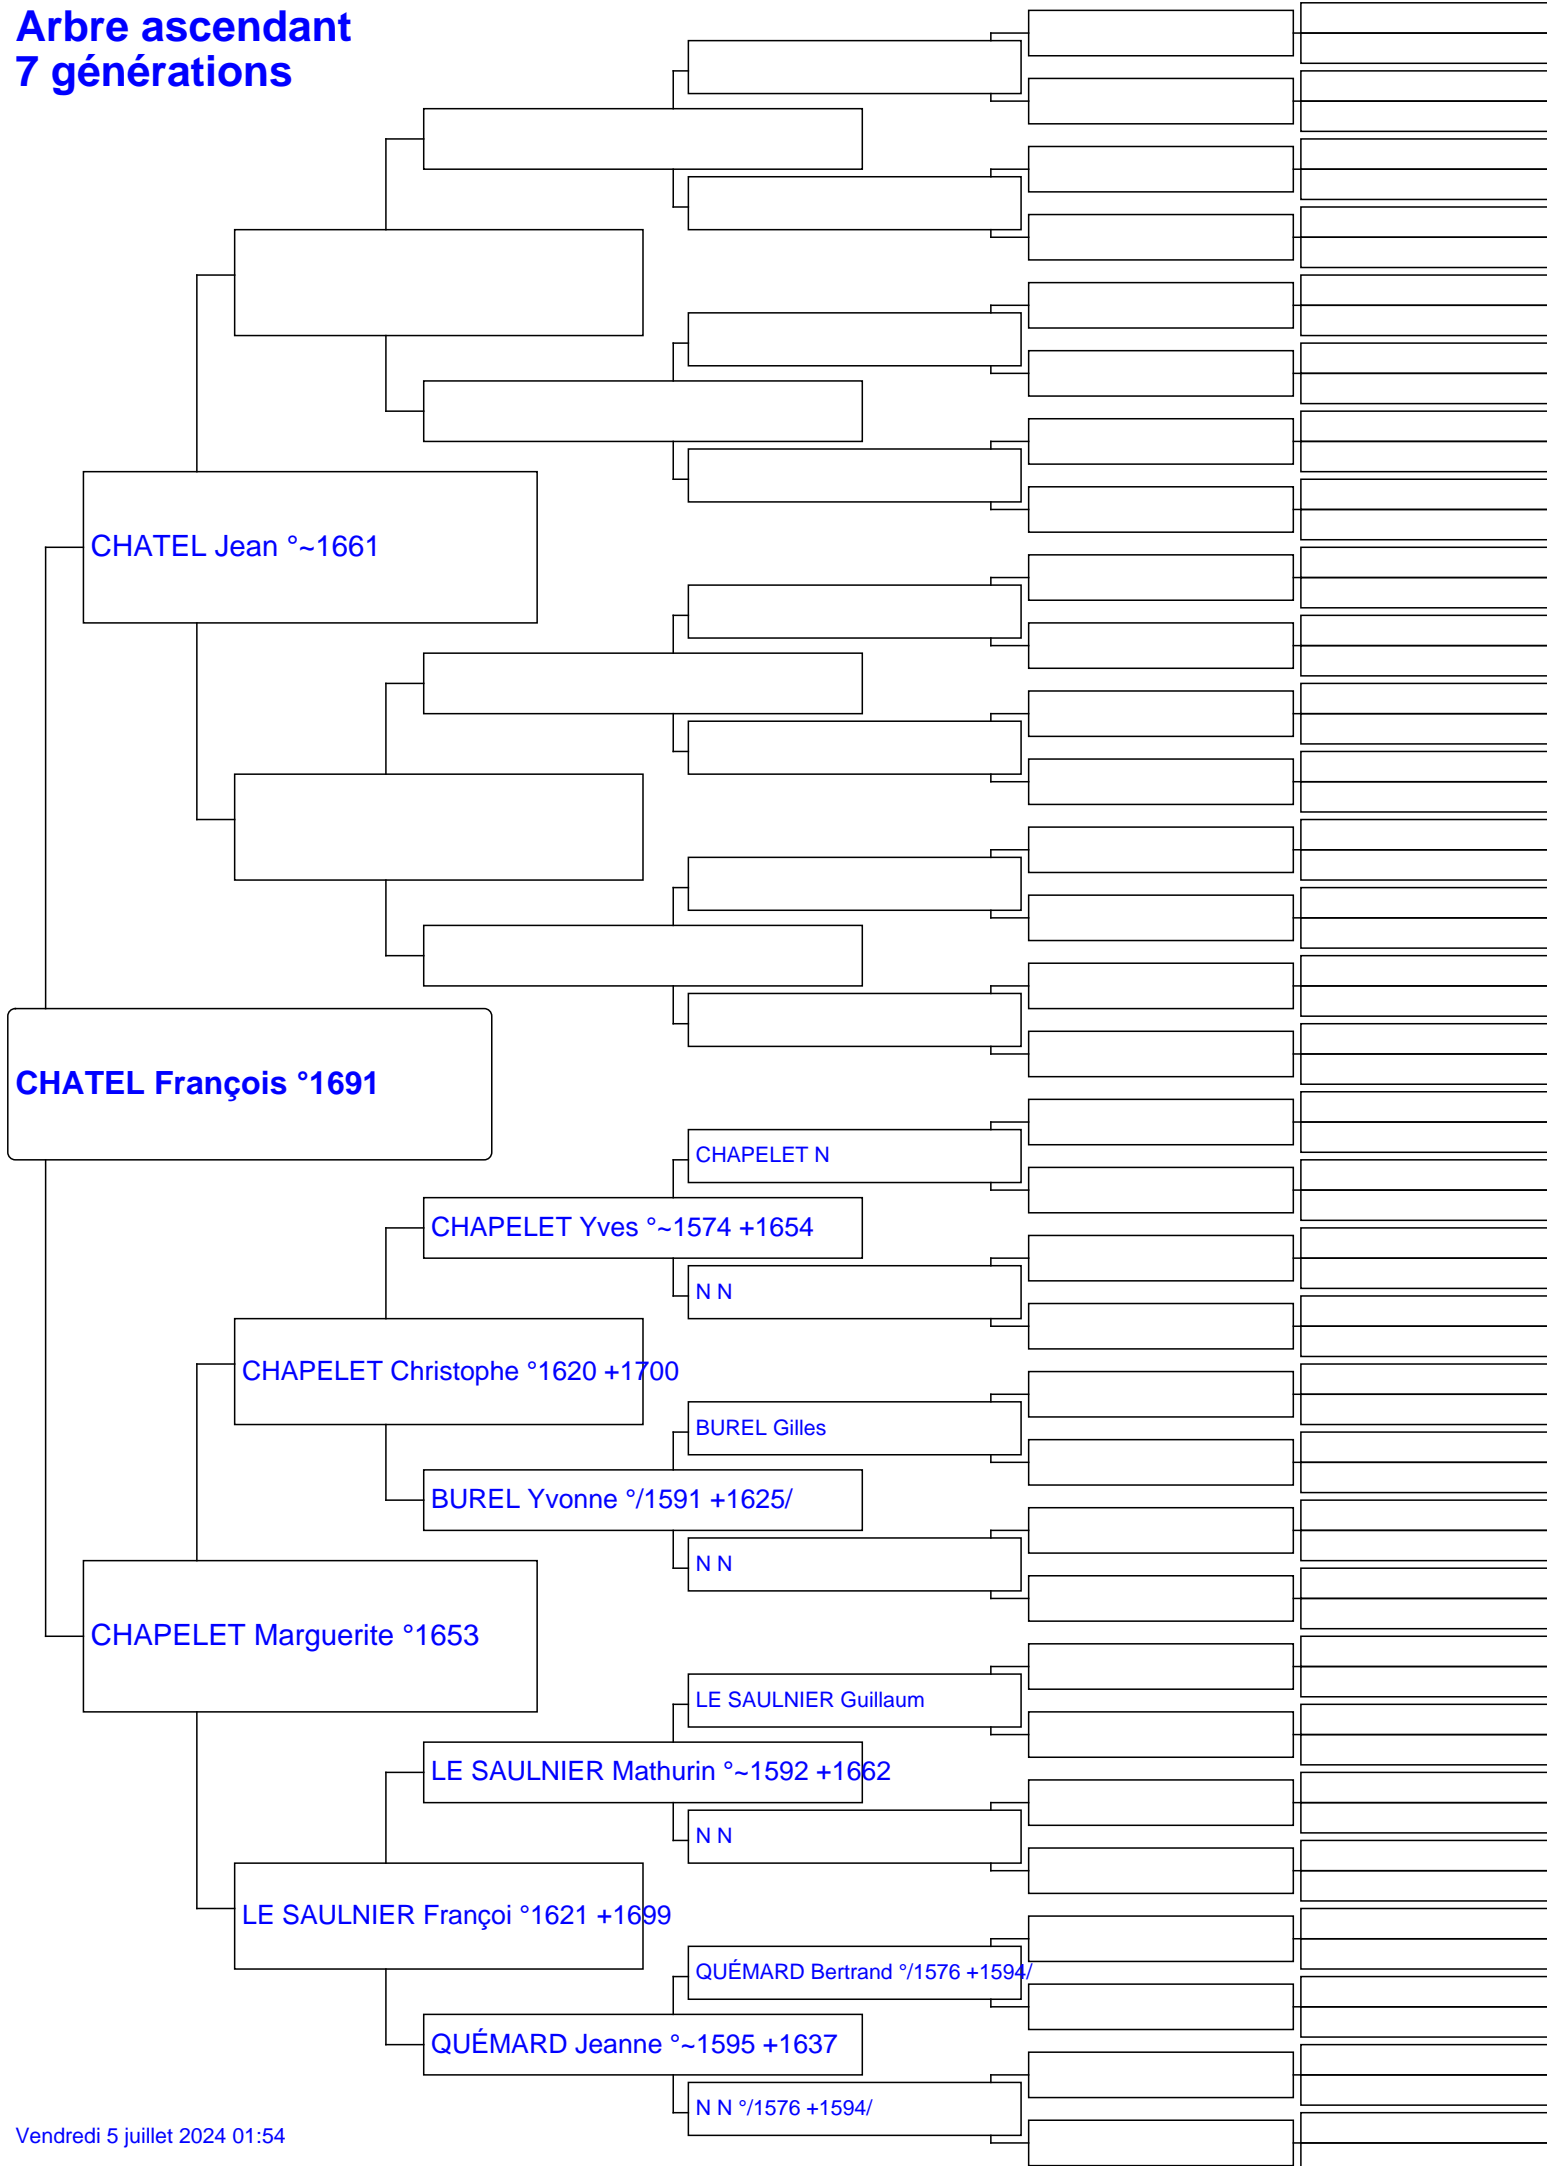 Arbre ascendant
7 générations
CHATEL Jean °~1661
CHATEL François °1691
CHAPELET N
CHAPELET Yves °~1574 +1654
N N
CHAPELET Christophe °1620 +1700
BUREL Gilles
BUREL Yvonne °/1591 +1625/
N N
CHAPELET Marguerite °1653
LE SAULNIER Guillaum
LE SAULNIER Mathurin °~1592 +1662
N N
LE SAULNIER Françoi °1621 +1699
QUÉMARD Bertrand °/1576 +1594/
QUÉMARD Jeanne °~1595 +1637
N N °/1576 +1594/
Vendredi 5 juillet 2024 01:54